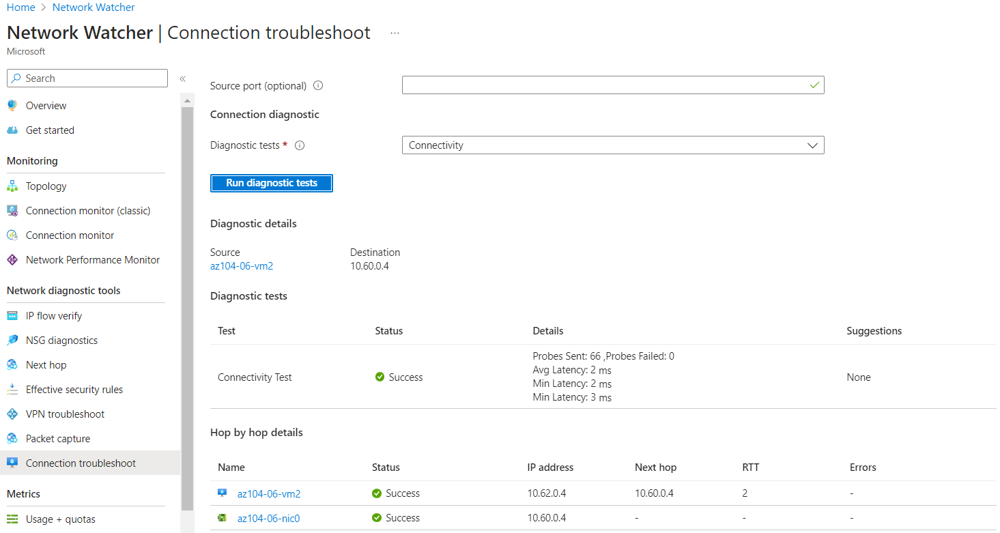 Home > Network Watcher
Network Watcher | Connection troubleshoot ...
Microsoft
Search «
Overview
Get started
Monitoring
Topology
Connection monitor (classic)
Connection monitor
Network Performance Monitor
Network diagnostic tools
IP flow verify
NSG diagnostics
Next hop
Effective security rules
VPN troubleshoot
Packet capture
Connection troubleshoot
Metrics
Usage + quotas
Source port (optional)
Connection diagnostic
Diagnostic tests * Connectivity
Run diagnostic tests
Diagnostic details
Source Destination
az104-06-vm2 10.60.0.4
Diagnostic tests
Test Status Details Suggestions
Connectivity Test Success Probes Sent: 66 ,Probes Failed: 0 None
Avg Latency: 2 ms
Min Latency: 2 ms
Min Latency: 3 ms
Hop by hop details
Name Status IP address Next hop RTT Errors
az104-06-vm2 Success 10.62.0.4 10.60.0.4 2 -
az104-06-nic0 Success 10.60.0.4 - - -